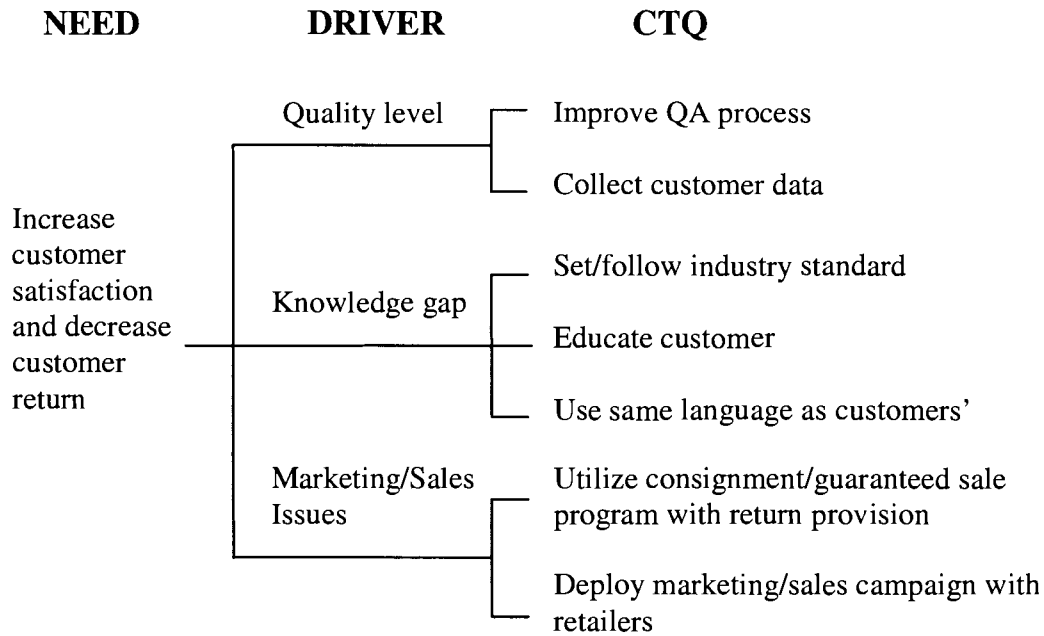 NEED DRIVER CTQ
Quality level
Improve QA process
Collect customer data
Increase
customer
satisfaction
and decrease
customer
return
Knowledge gap
Set/follow industry standard
Educate customer
Use same language as customers’
Marketing/Sales
Issues
Utilize consignment/guaranteed sale
program with return provision
Deploy marketing/sales campaign with
retailers